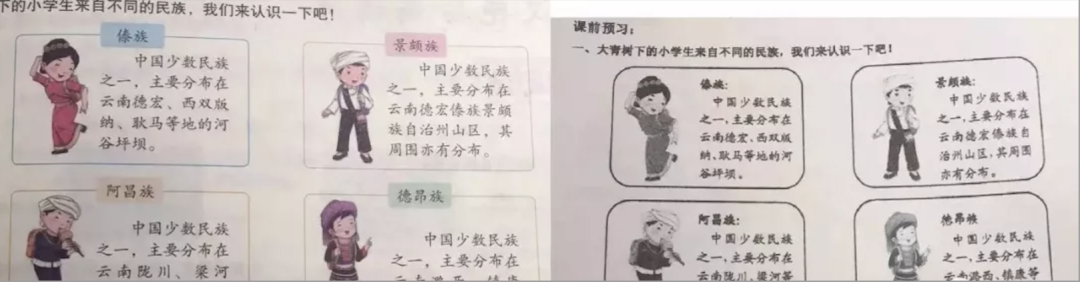 下的小学生来自不同的民族，我们来认识一下吧！
傣族
中国少数民族
之一，主要分布在
云南德宏、西双版
纳、耿马等地的河
谷坪坝。
景颇族
中国少数民族
之一，主要分布在
云南德宏傣族景颇
族自治州山区，其
周围亦有分布。
阿昌族
中国少数民族
之一，主要分布在
云南陇川、梁河
德昂族
中国少数民族
之一，主要分布在
课前预习：
一、大青树下的小学生来自不同的民族，我们来认识一下吧！
傣族：
中国少数民族
之一，主要分布在
云南德宏、西双版
纳、耿马等地的河
谷坪坝。
景颇族：
中国少数民族
之一，主要分布在
云南德宏傣族自
治州山区，其周围
亦有分布。
阿昌族：
中国少数民族
之一，主要分布在
云南陇川、梁河等
德昂族
中国少数民族
之一，主要分布在
云南潞西、镇康等